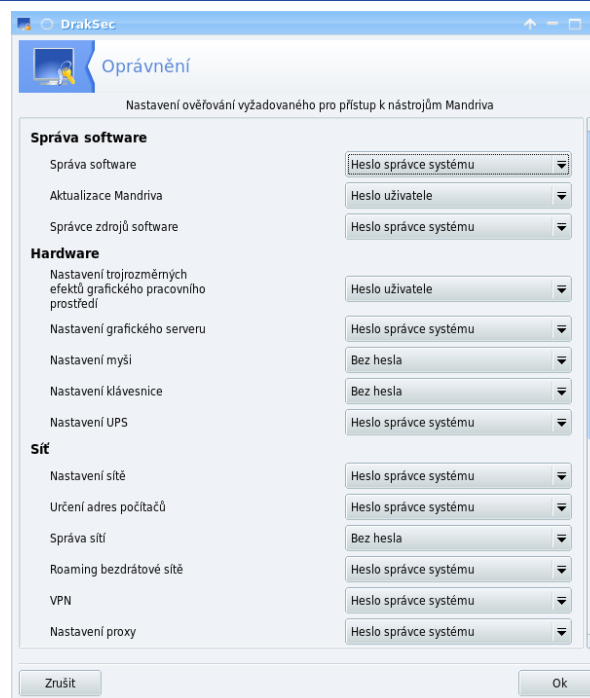 DrakSec
Oprávnění
Nastavení ověřování vyžadovaného pro přístup k nástrojům Mandriva
Správa software
Správa software Heslo správce systému
Aktualizace Mandriva Heslo uživatele
Správce zdrojů software Heslo správce systému
Hardware
Nastavení trojrozměrných
efektů grafického pracovního
prostředí
Heslo uživatele
Nastavení grafického serveru Heslo správce systému
Nastavení myši Bez hesla
Nastavení klávesnice Bez hesla
Nastavení UPS Heslo správce systému
Síť
Nastavení sítě Heslo správce systému
Určení adres počítačů Heslo správce systému
Správa sítí Bez hesla
Roaming bezdrátové sítě Heslo správce systému
VPN Heslo správce systému
Nastavení proxy Heslo správce systému
Zrušit Ok